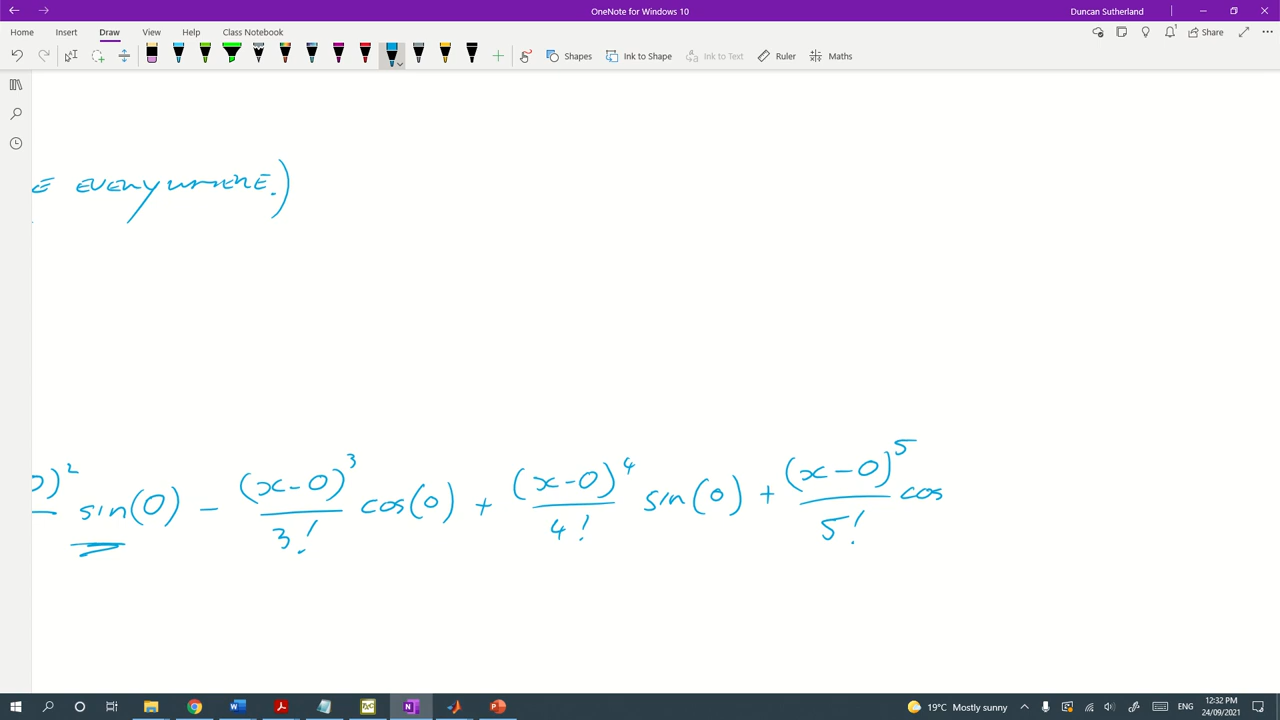 OneNote for Windows 10
Duncan Sutherland
Home Insert Draw View Help Class Notebook
Share
Shapes Ink to Shape Ink to Text Ruler Maths
E EVERYWHERE.)
0)² sin(0) − (x−0)³/3! cos(0) + (x−0)⁴/4! sin(0) + (x−0)⁵/5! cos
19°C Mostly sunny
ENG
12:32 PM
24/09/2021